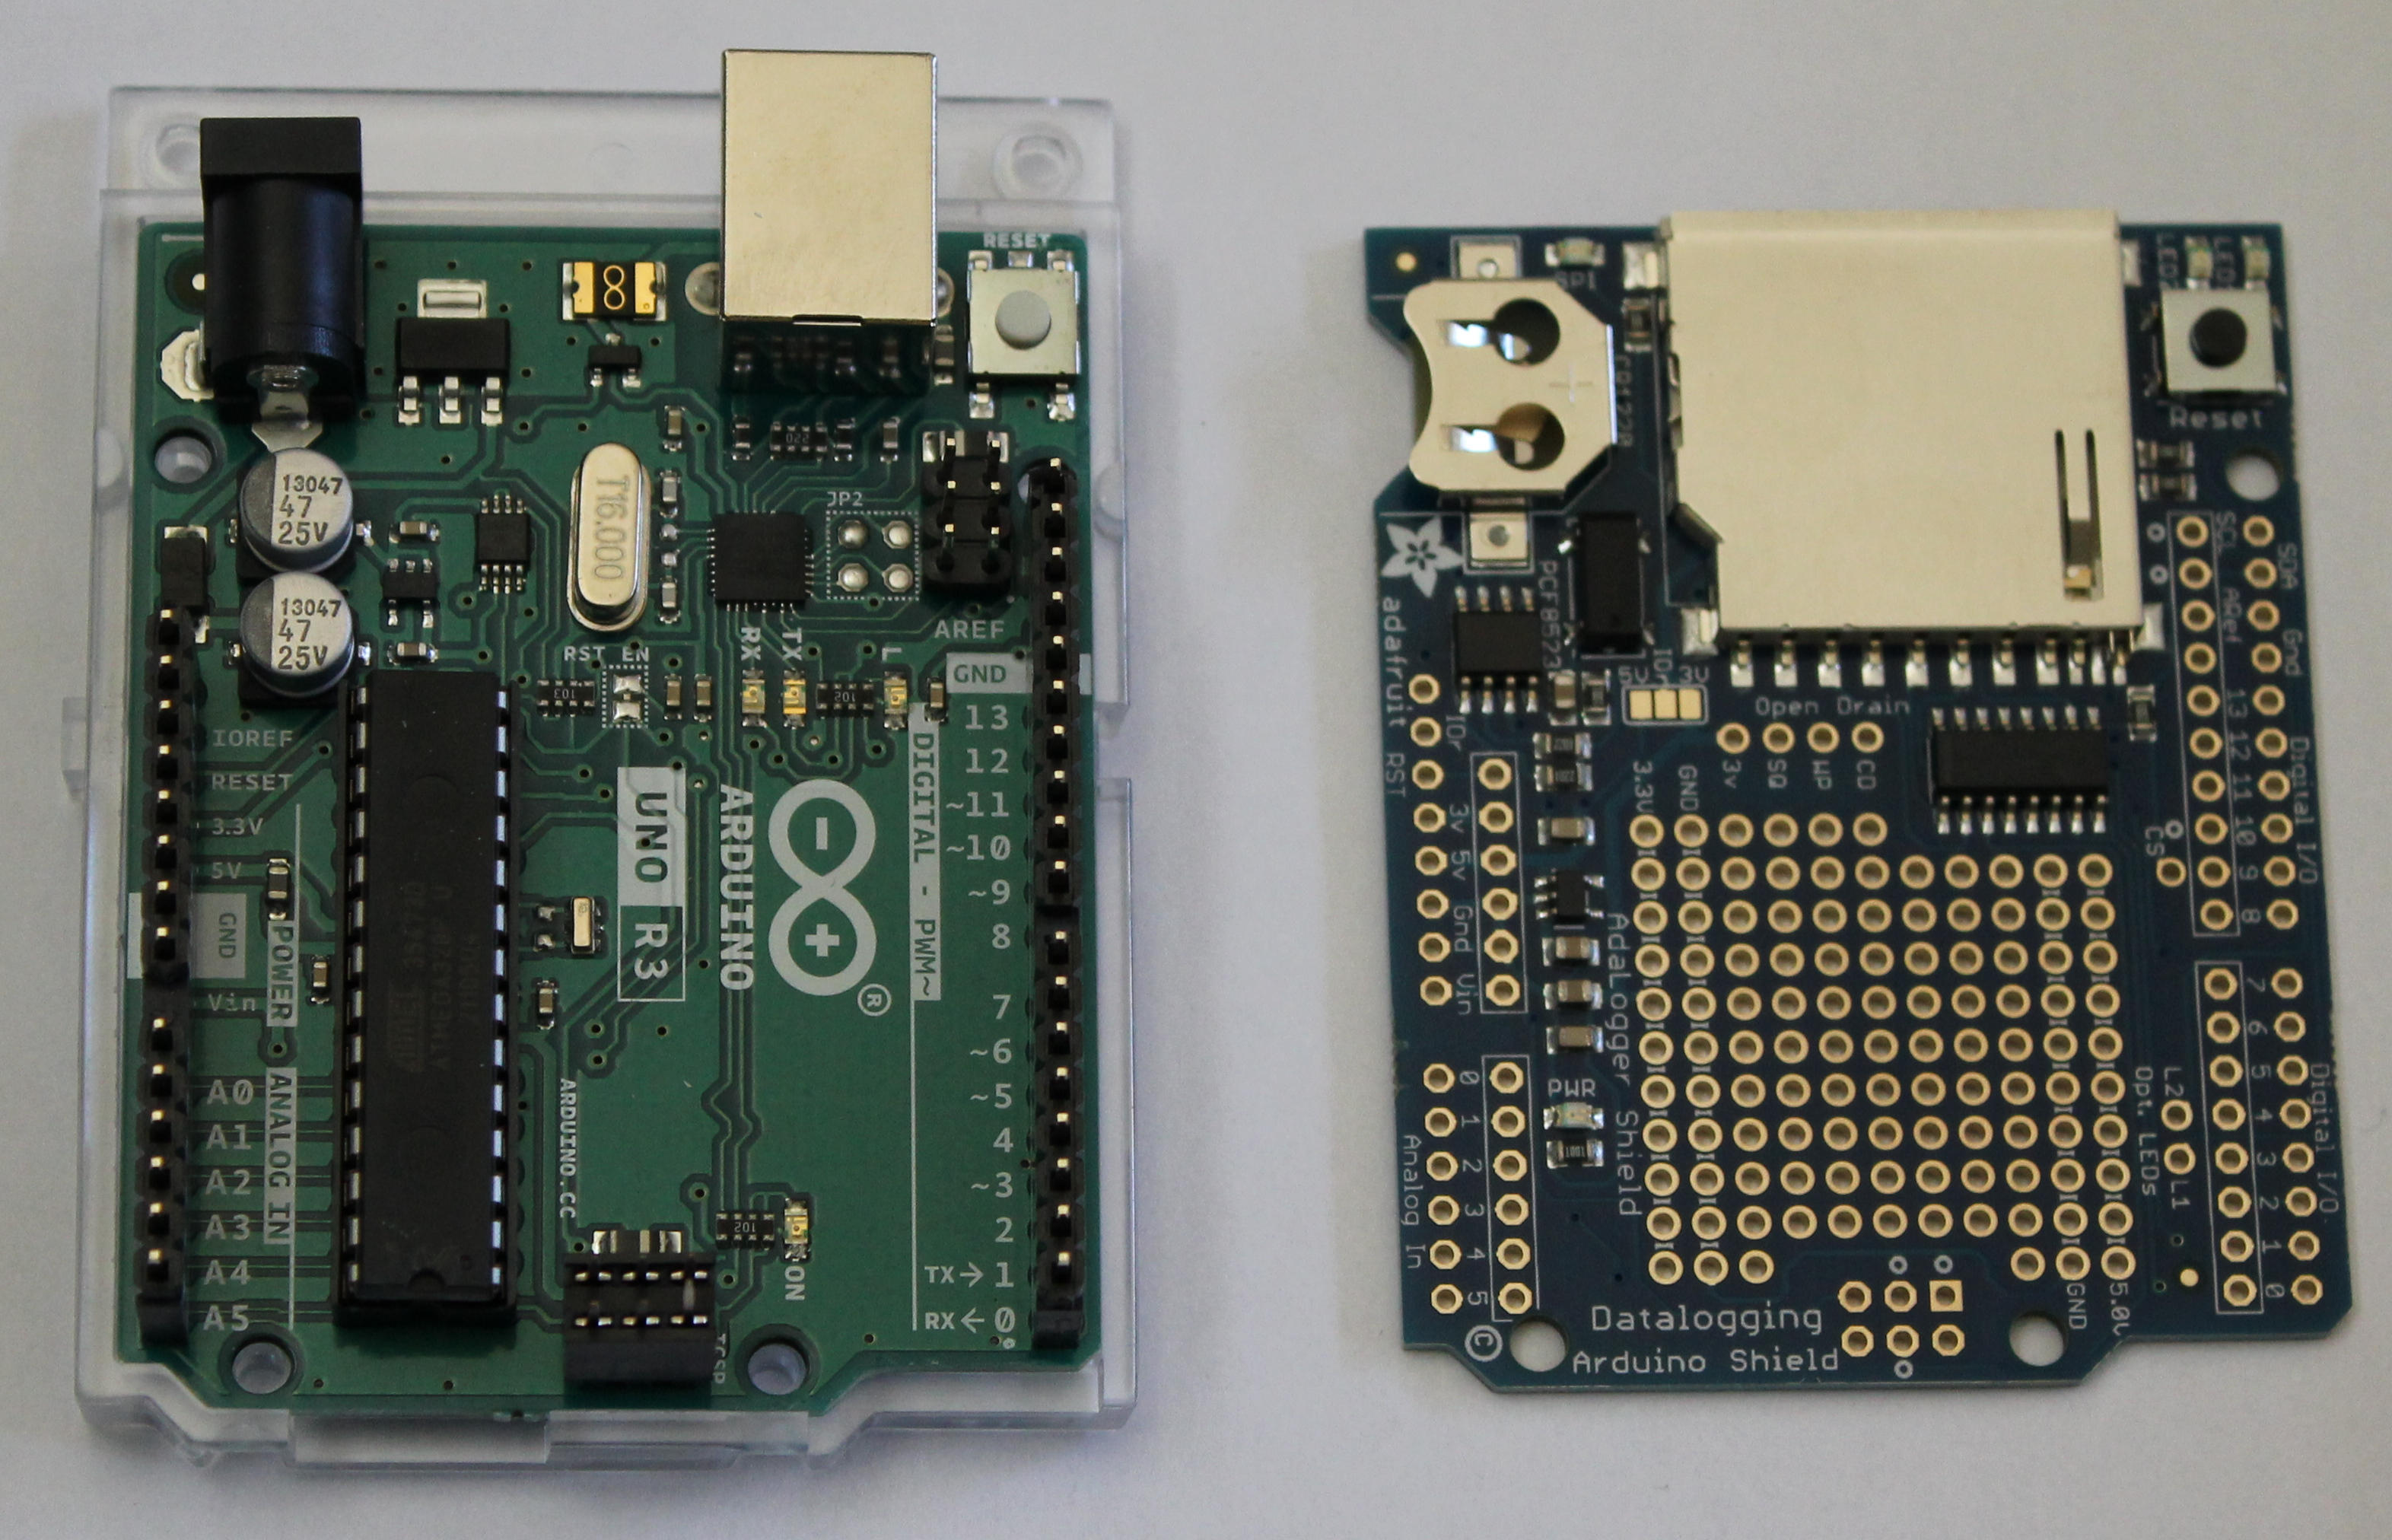 RESET
13047
47
25V
13047
47
25V
220
T16.000
JP2
RX
TX
L
AREF
RST EN
103
102
GND
13
12
~11
~10
~9
8
7
~6
~5
4
~3
2
TX→ 1
RX← 0
DIGITAL - PWM~
IOREF
RESET
3.3V
5V
GND
Vin
POWER
A0
A1
A2
A3
A4
A5
ANALOG IN
UNO
R3
ARDUINO
®
ARDUINO.CC
102
ON
ICSP
Reset
adafruit
IOr
5V
3V
Open Drain
3v
SQ
WP
CD
3.3V
GND
RST
IOr
3v
5v
Gnd
Vin
AdaLogger Shield
PWR
1001
Analog In
0
1
2
3
4
5
SCL
SDA
ARef
Gnd
13
12
11
10
9
8
CS
Digital I/O
7
6
5
4
3
2
1
0
Digital I/O
Opt. LEDs
L2
L1
GND
5.0V
©
Datalogging
Arduino Shield